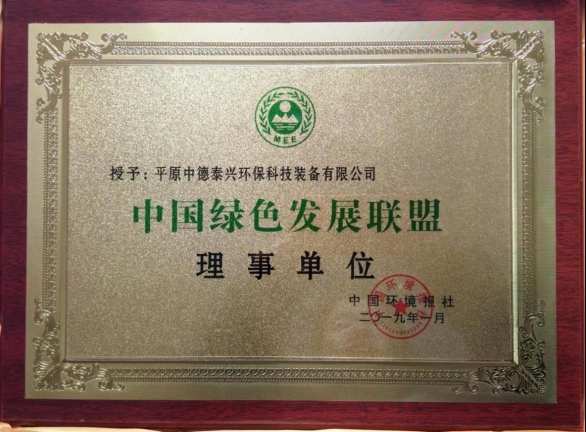 MEE
授予：平原中德泰兴环保科技装备有限公司
中国绿色发展联盟
理事单位
中国环境报社
二〇一九年一月